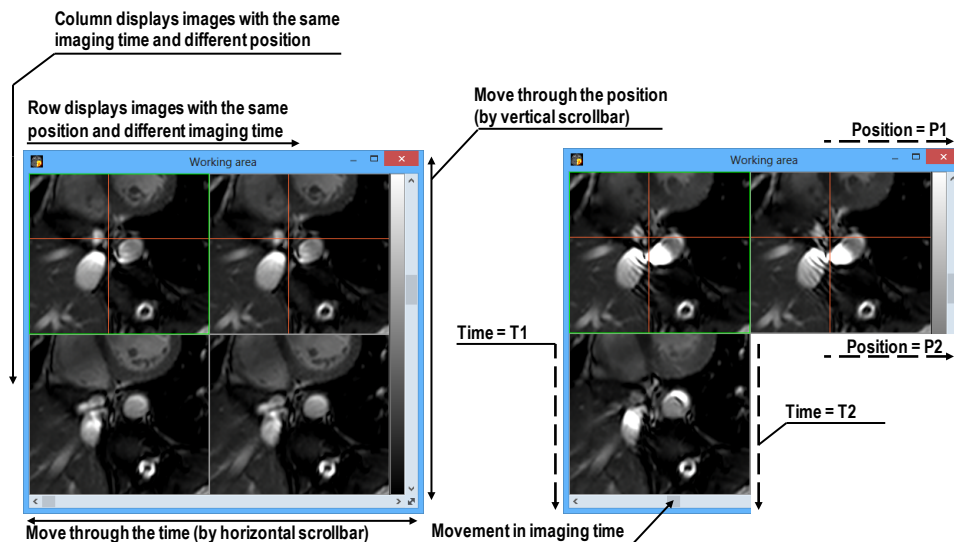 Column displays images with the same
imaging time and different position
Row displays images with the same
position and different imaging time
Move through the position
(by vertical scrollbar)
Position = P1
Working area
Working area
Time = T1
Position = P2
Time = T2
Move through the time (by horizontal scrollbar)
Movement in imaging time